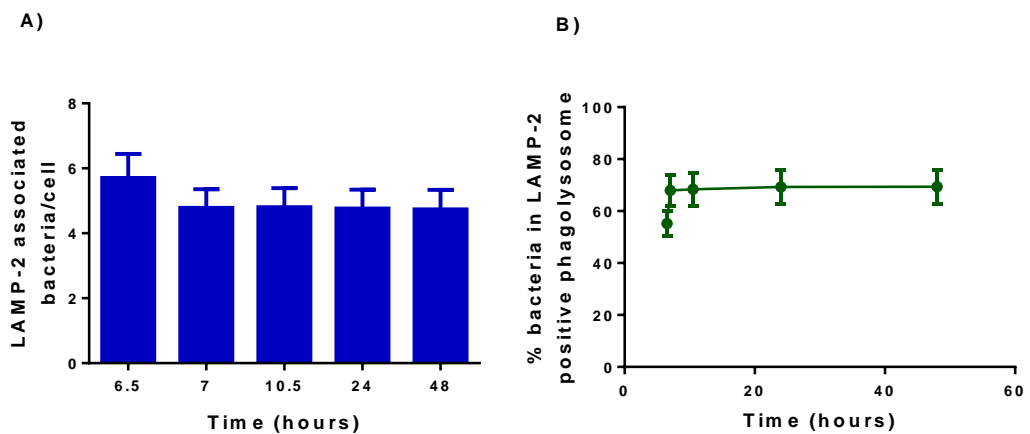 A)
LAMP-2 associated
bacteria/cell
8
6
4
2
0
6.5 7 10.5 24 48
Time (hours)
B)
% bacteria in LAMP-2
positive phagolysosome
100
80
60
40
20
0
0 20 40 60
Time (hours)